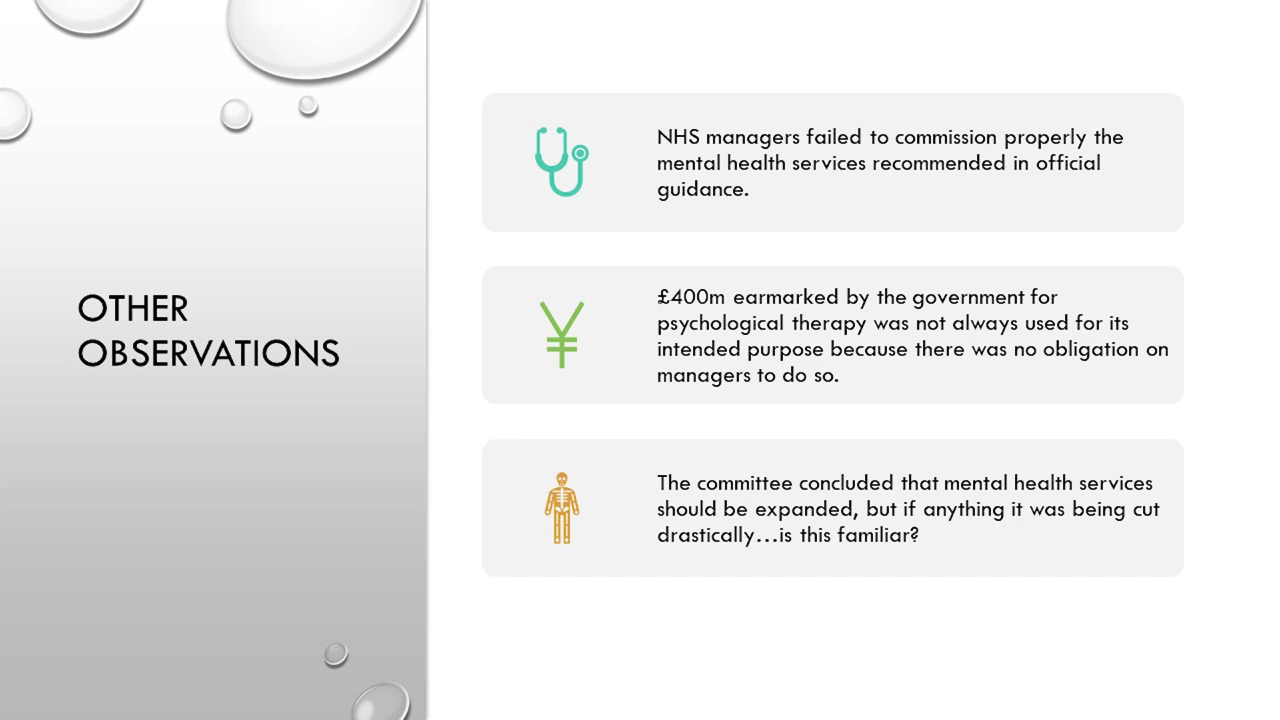 OTHER
OBSERVATIONS
NHS managers failed to commission properly the
mental health services recommended in official
guidance.
£400m earmarked by the government for
psychological therapy was not always used for its
intended purpose because there was no obligation on
managers to do so.
The committee concluded that mental health services
should be expanded, but if anything it was being cut
drastically...is this familiar?